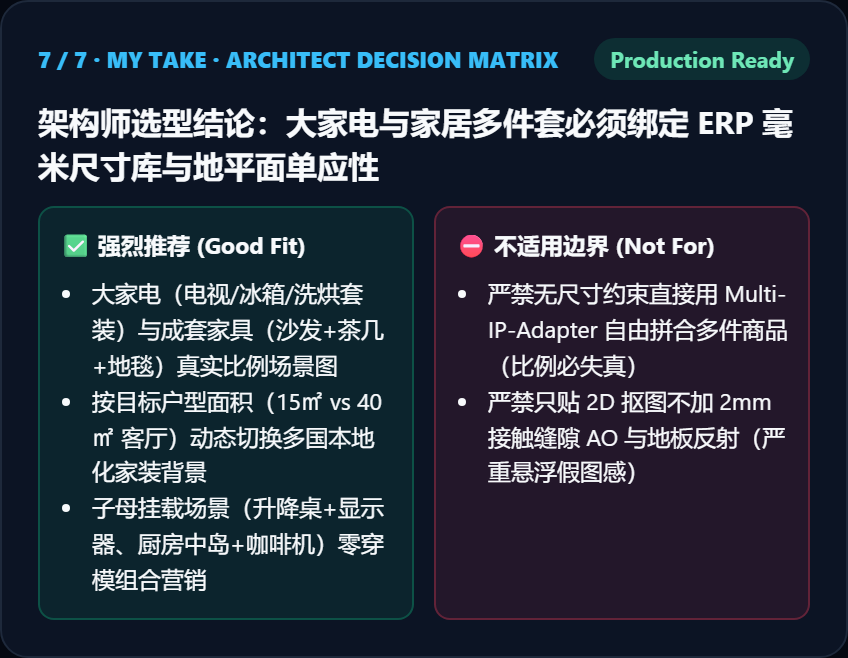 7 / 7 · MY TAKE · ARCHITECT DECISION MATRIX
Production Ready
架构师选型结论：大家电与家居多件套必须绑定 ERP 毫
米尺寸库与地平面单应性
✅ 强烈推荐 (Good Fit)
• 大家电（电视/冰箱/洗烘套
装）与成套家具（沙发+茶几
+地毯）真实比例场景图
• 按目标户型面积（15㎡ vs 40
㎡ 客厅）动态切换多国本地
化家装背景
• 子母挂载场景（升降桌+显示
器、厨房中岛+咖啡机）零穿
模组合营销
⛔ 不适用边界 (Not For)
• 严禁无尺寸约束直接用 Multi-
IP-Adapter 自由拼合多件商品
（比例必失真）
• 严禁只贴 2D 抠图不加 2mm
接触缝隙 AO 与地板反射（严
重悬浮假图感）